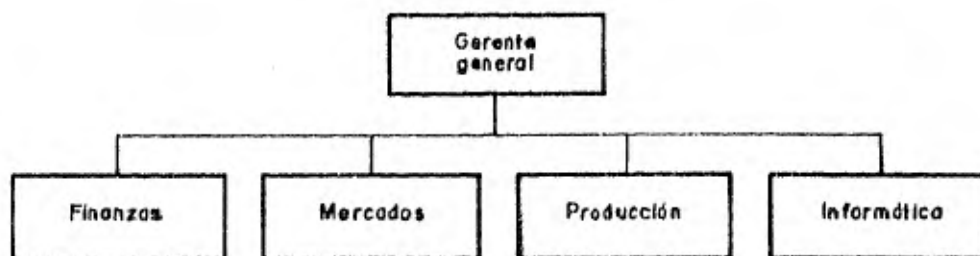 Gerente
general
Finanzas
Mercados
Producción
Informática